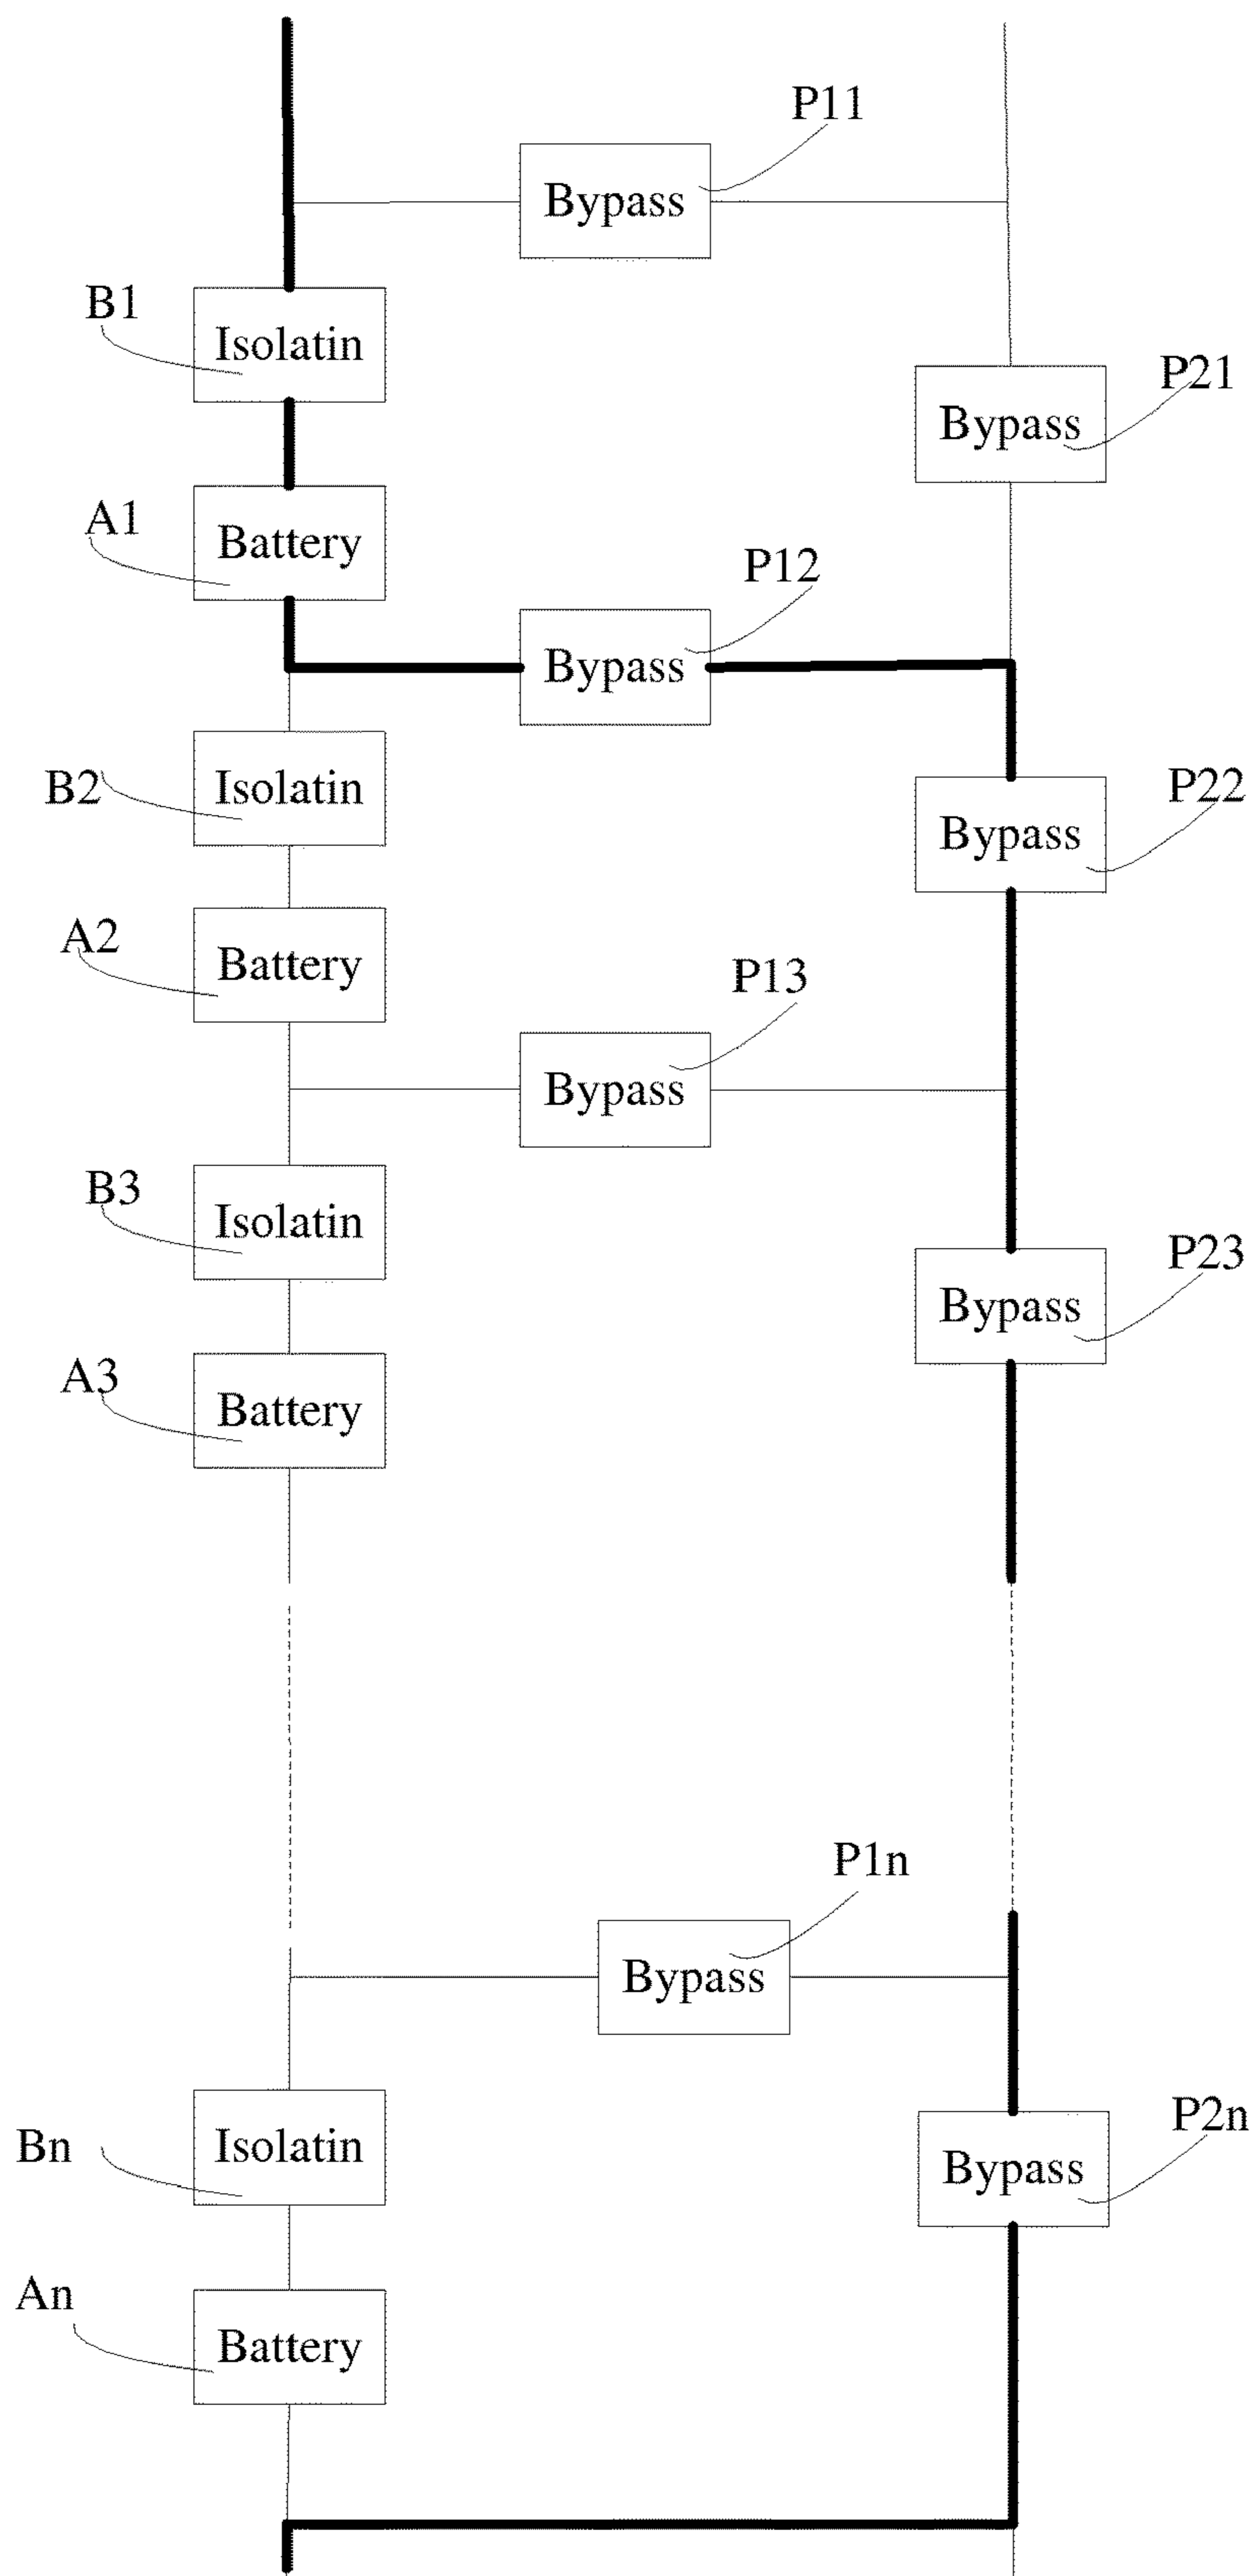 P11
Bypass
B1
Isolatin
P21
Bypass
A1
Battery
P12
Bypass
B2
Isolatin
P22
Bypass
A2
Battery
P13
Bypass
B3
Isolatin
P23
Bypass
A3
Battery
P1n
Bypass
Bn
Isolatin
P2n
Bypass
An
Battery